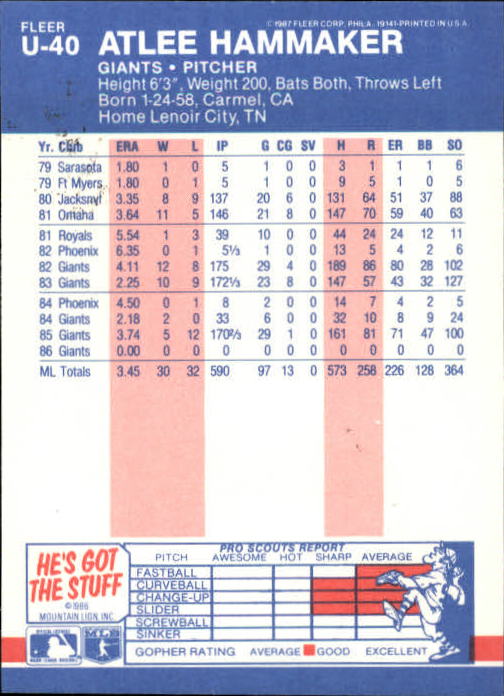 FLEER
U-40 ATLEE HAMMAKER
© 1987 FLEER CORP., PHILA., 19141-PRINTED IN U.S.A.
GIANTS • PITCHER
Height 6'3", Weight 200, Bats Both, Throws Left
Born 1-24-58, Carmel, CA
Home Lenoir City, TN
Yr. Club ERA W L IP G CG SV H R ER BB SO
79 Sarasota 1.80 1 0 5 1 0 0 3 1 1 1 6
79 Ft Myers 1.80 0 1 5 1 0 0 9 5 1 0 5
80 Jacksnvl 3.35 8 9 137 20 6 0 131 64 51 37 88
81 Omaha 3.64 11 5 146 21 8 0 147 70 59 40 63
81 Royals 5.54 1 3 39 10 0 0 44 24 24 12 11
82 Phoenix 6.35 0 1 5⅓ 1 0 0 13 5 4 2 6
82 Giants 4.11 12 8 175 29 4 0 189 86 80 28 102
83 Giants 2.25 10 9 172⅓ 23 8 0 147 57 43 32 127
84 Phoenix 4.50 0 1 8 2 0 0 14 7 4 2 5
84 Giants 2.18 2 0 33 6 0 0 32 10 8 9 24
85 Giants 3.74 5 12 170⅔ 29 1 0 161 81 71 47 100
86 Giants 0.00 0 0 0 0 0 0 0 0 0 0 0
ML Totals 3.45 30 32 590 97 13 0 573 258 226 128 364
HE'S GOT
THE STUFF
© 1986
MOUNTAIN LION, INC.
PRO SCOUTS REPORT
PITCH AWESOME HOT SHARP AVERAGE
FASTBALL
CURVEBALL
CHANGE-UP
SLIDER
SCREWBALL
SINKER
GOPHER RATING AVERAGE GOOD EXCELLENT
MLB